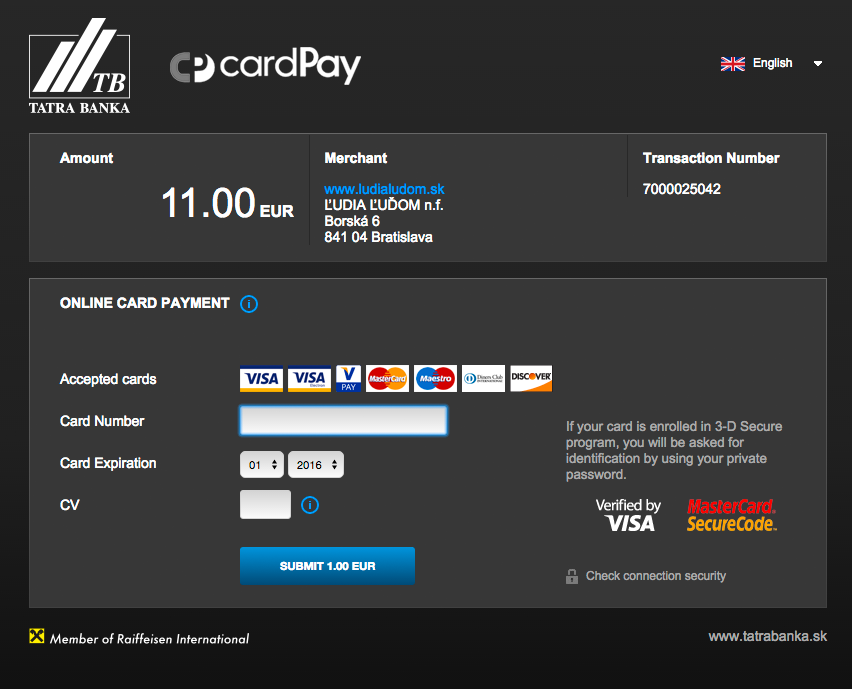 TB
TATRA BANKA
cardPay
English
Amount
11.00 EUR
Merchant
www.ludialudom.sk
ĽUDIA ĽUĎOM n.f.
Borská 6
841 04 Bratislava
Transaction Number
7000025042
ONLINE CARD PAYMENT i
Accepted cards
VISA
VISA Electron
V PAY
MasterCard
Maestro
Diners Club INTERNATIONAL
DISCOVER
Card Number
Card Expiration
01
2016
CV
i
SUBMIT 1.00 EUR
If your card is enrolled in 3-D Secure
program, you will be asked for
identification by using your private
password.
Verified by
VISA
MasterCard.
SecureCode™
Check connection security
Member of Raiffeisen International
www.tatrabanka.sk